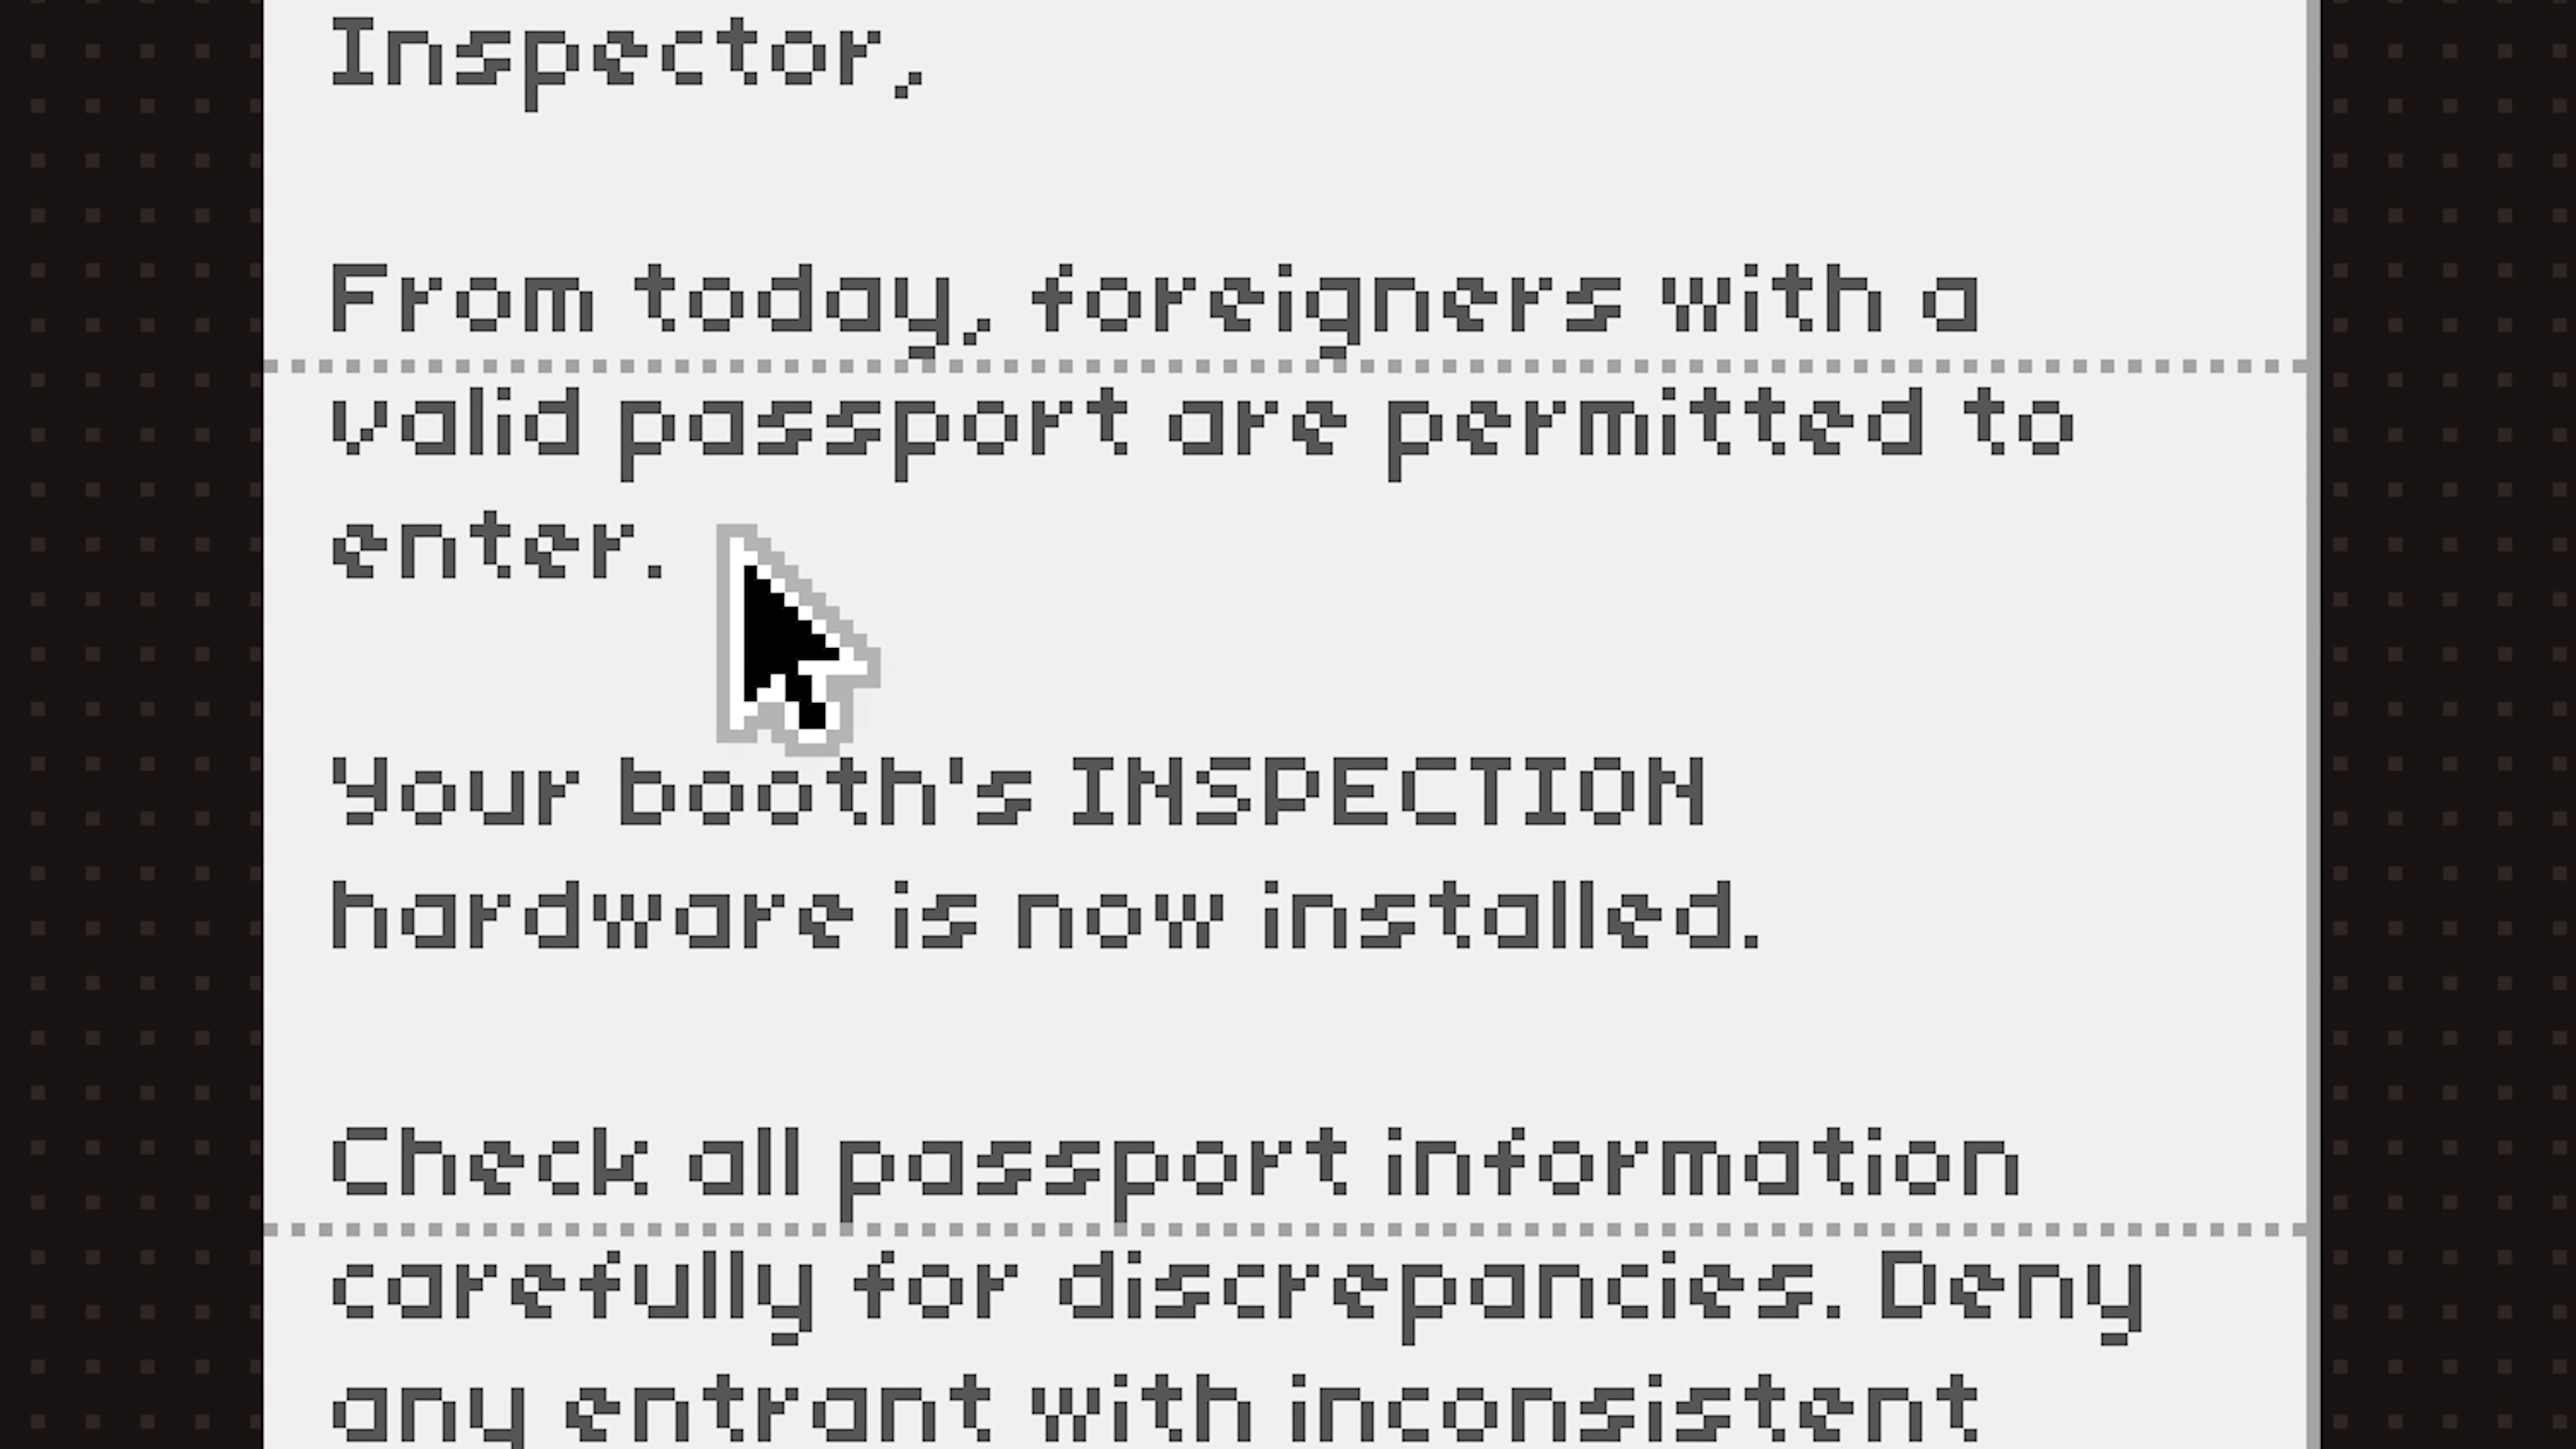 Inspector,
From today, foreigners with a
valid passport are permitted to
enter.
Your booth's INSPECTION
hardware is now installed.
Check all passport information
carefully for discrepancies. Deny
any entrant with inconsistent